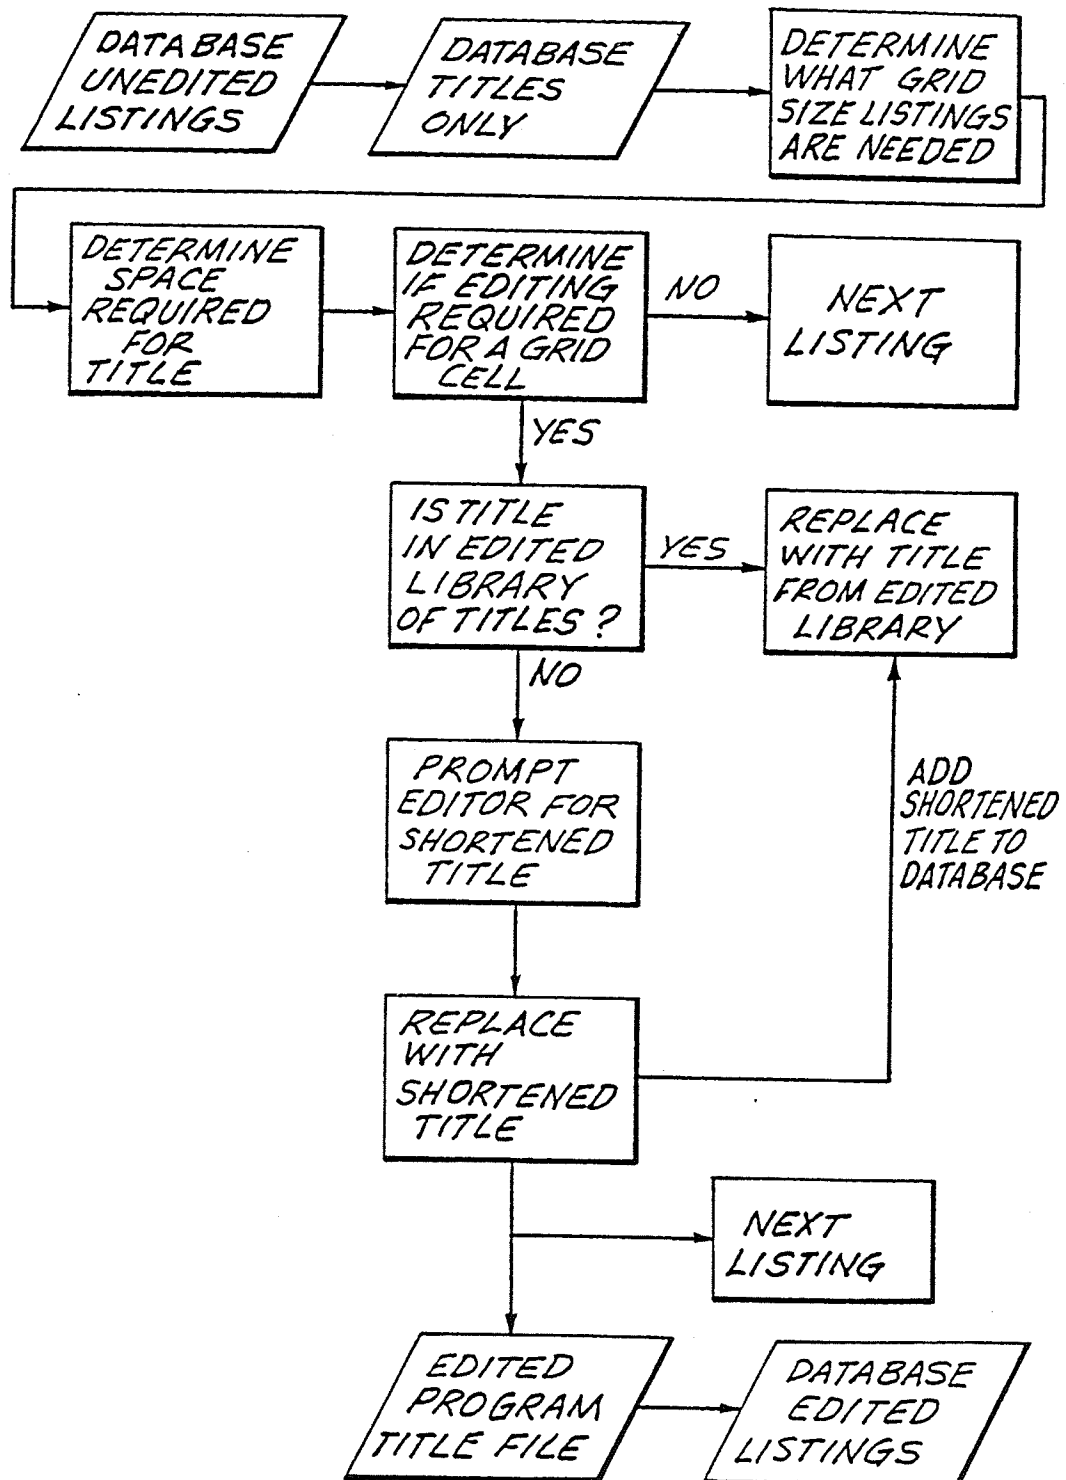 DATABASE
UNEDITED
LISTINGS
DATABASE
TITLES
ONLY
DETERMINE
WHAT GRID
SIZE LISTINGS
ARE NEEDED
DETERMINE
SPACE
REQUIRED
FOR
TITLE
DETERMINE
IF EDITING
REQUIRED
FOR A GRID
CELL
NO
NEXT
LISTING
YES
IS TITLE
IN EDITED
LIBRARY
OF TITLES?
YES
REPLACE
WITH TITLE
FROM EDITED
LIBRARY
NO
PROMPT
EDITOR FOR
SHORTENED
TITLE
ADD
SHORTENED
TITLE TO
DATABASE
REPLACE
WITH
SHORTENED
TITLE
NEXT
LISTING
EDITED
PROGRAM
TITLE FILE
DATABASE
EDITED
LISTINGS